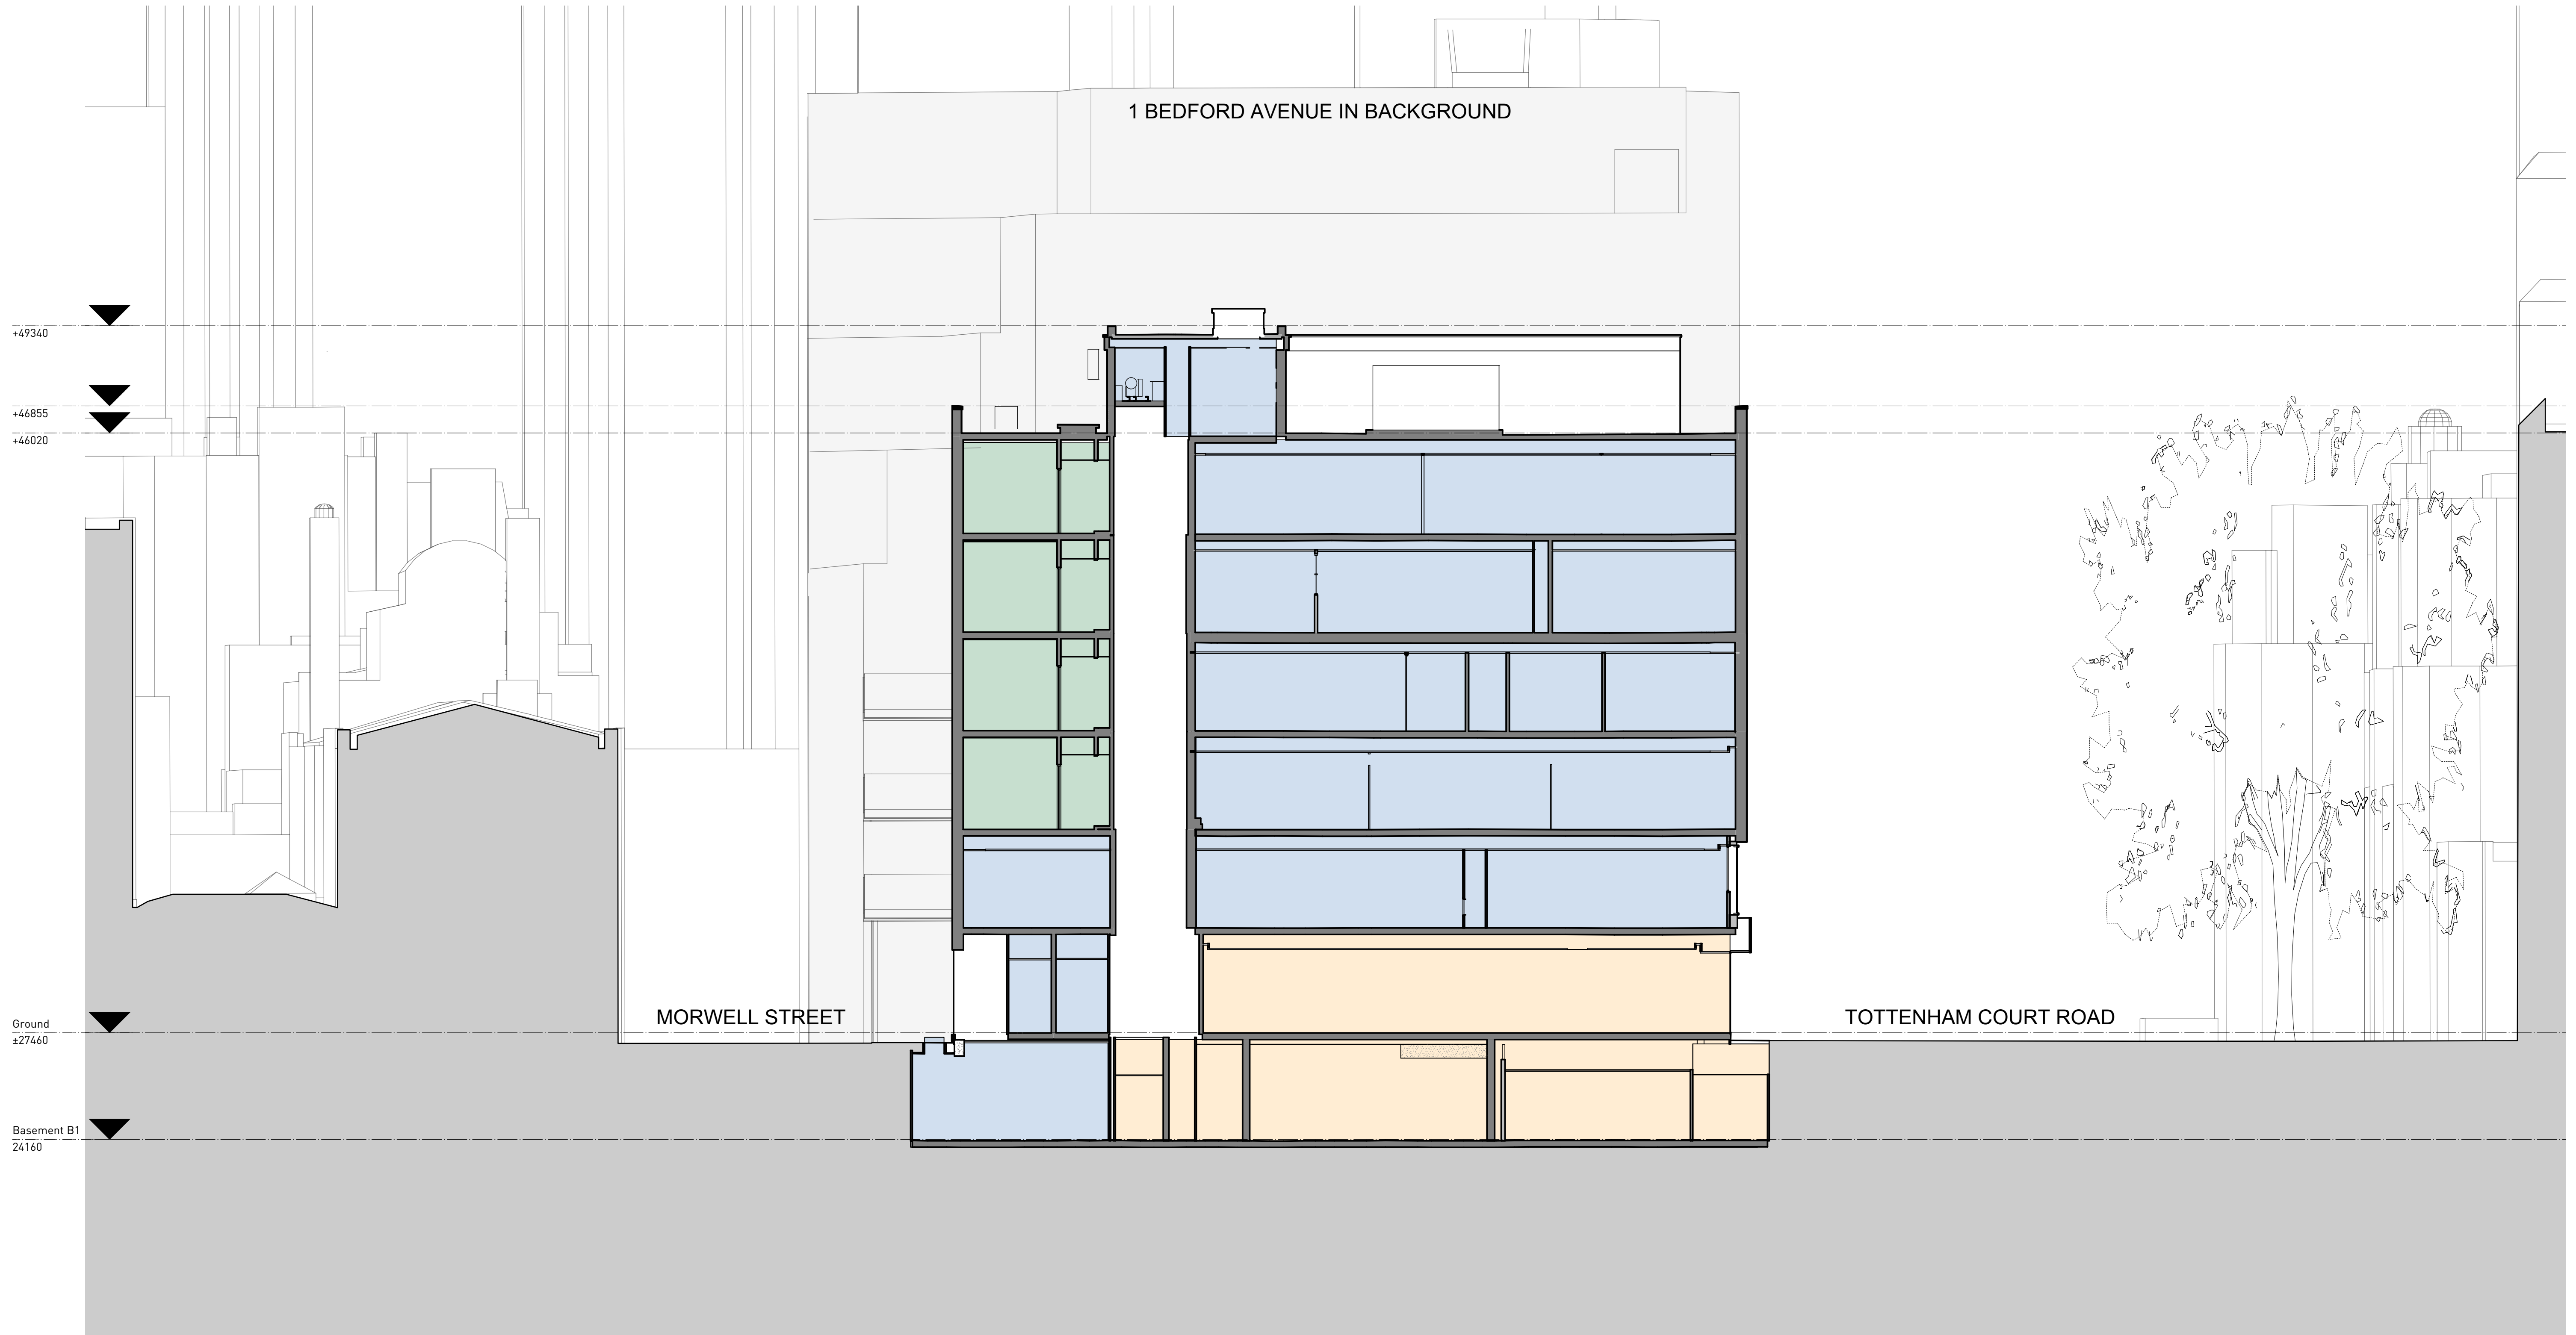 1 BEDFORD AVENUE IN BACKGROUND
+49340
+46855
+46020
MORWELL STREET
TOTTENHAM COURT ROAD
Ground
±27460
Basement B1
24160